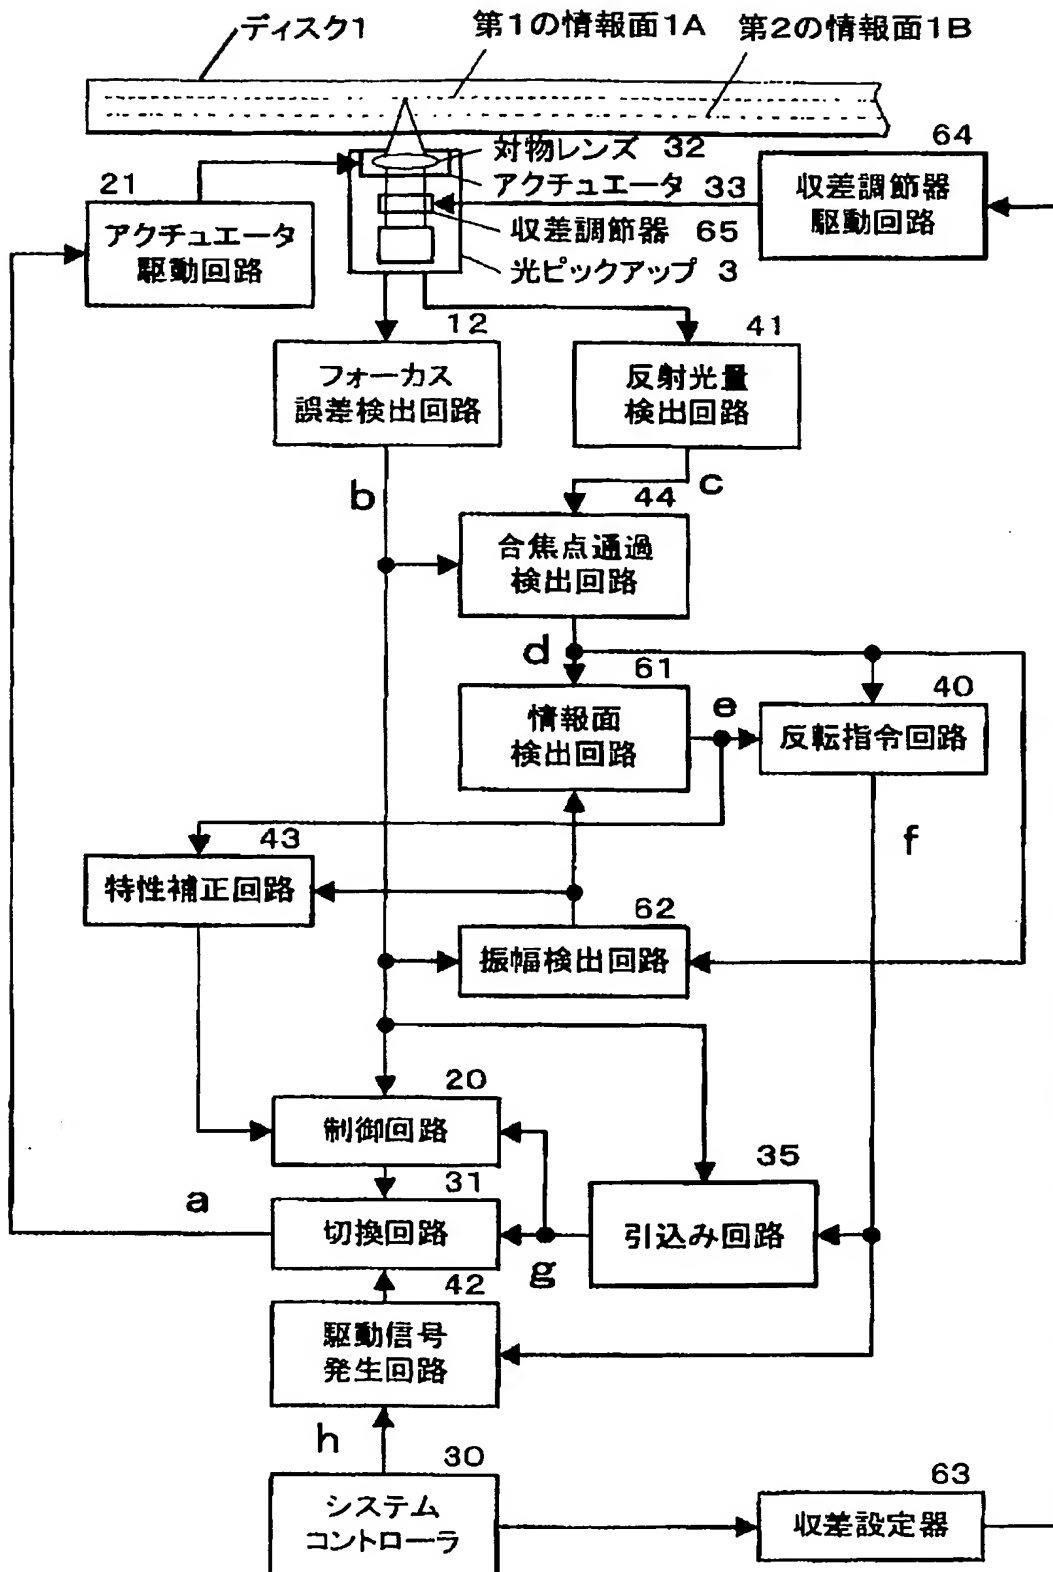 ディスク1
第1の情報面1A
第2の情報面1B
対物レンズ 32
アクチュエータ 33
収差調節器 65
光ピックアップ 3
64
収差調節器
駆動回路
21
アクチュエータ
駆動回路
12
フォーカス
誤差検出回路
41
反射光量
検出回路
b
c
44
合焦点通過
検出回路
d
61
情報面
検出回路
e
40
反転指令回路
f
43
特性補正回路
62
振幅検出回路
20
制御回路
a
31
切換回路
g
35
引込み回路
42
駆動信号
発生回路
h
30
システム
コントローラ
63
収差設定器